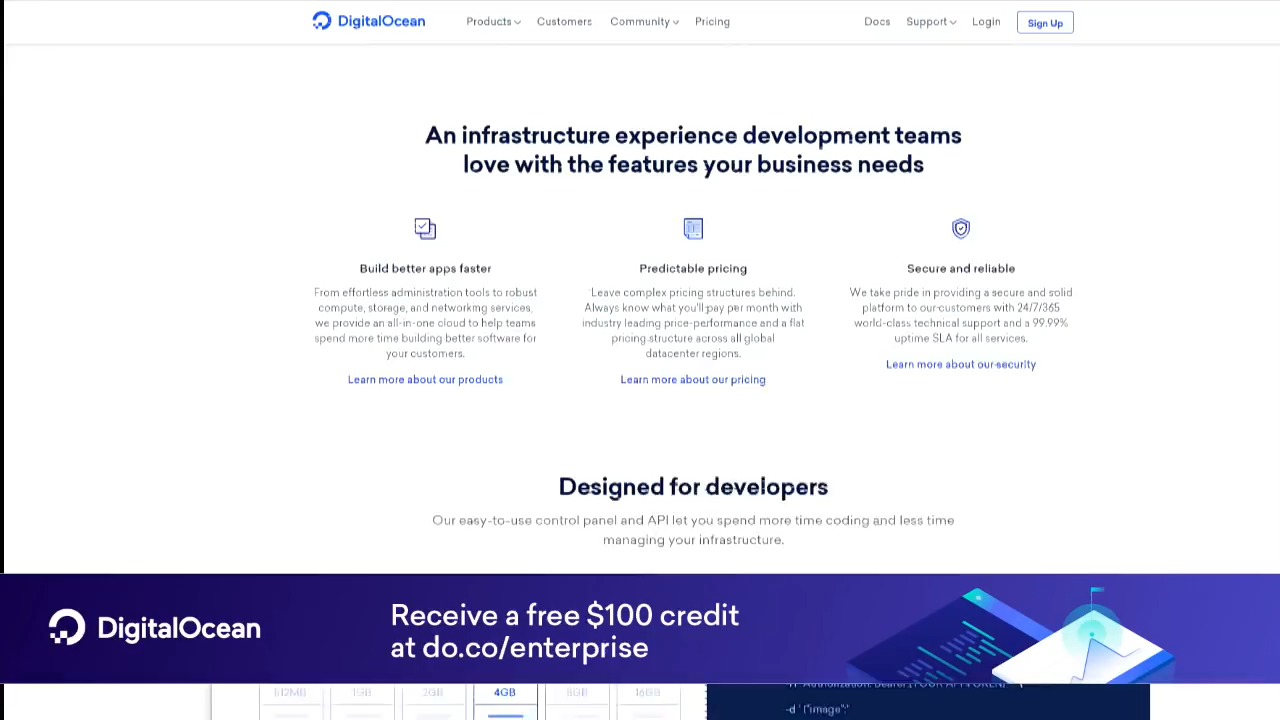 DigitalOcean Products Customers Community Pricing Docs Support Login Sign Up
An infrastructure experience development teams
love with the features your business needs
Build better apps faster
From effortless administration tools to robust
compute, storage, and networking services,
we provide an all-in-one cloud to help teams
spend more time building better software for
your customers.
Learn more about our products
Predictable pricing
Leave complex pricing structures behind.
Always know what you'll pay per month with
industry leading price-performance and a flat
pricing structure across all global
datacenter regions.
Learn more about our pricing
Secure and reliable
We take pride in providing a secure and solid
platform to our customers with 24/7/365
world-class technical support and a 99.99%
uptime SLA for all services.
Learn more about our security
Designed for developers
Our easy-to-use control panel and API let you spend more time coding and less time
managing your infrastructure.
DigitalOcean
Receive a free $100 credit
at do.co/enterprise
512MB 1GB 2GB 4GB 8GB 16GB
-d '{"image":"